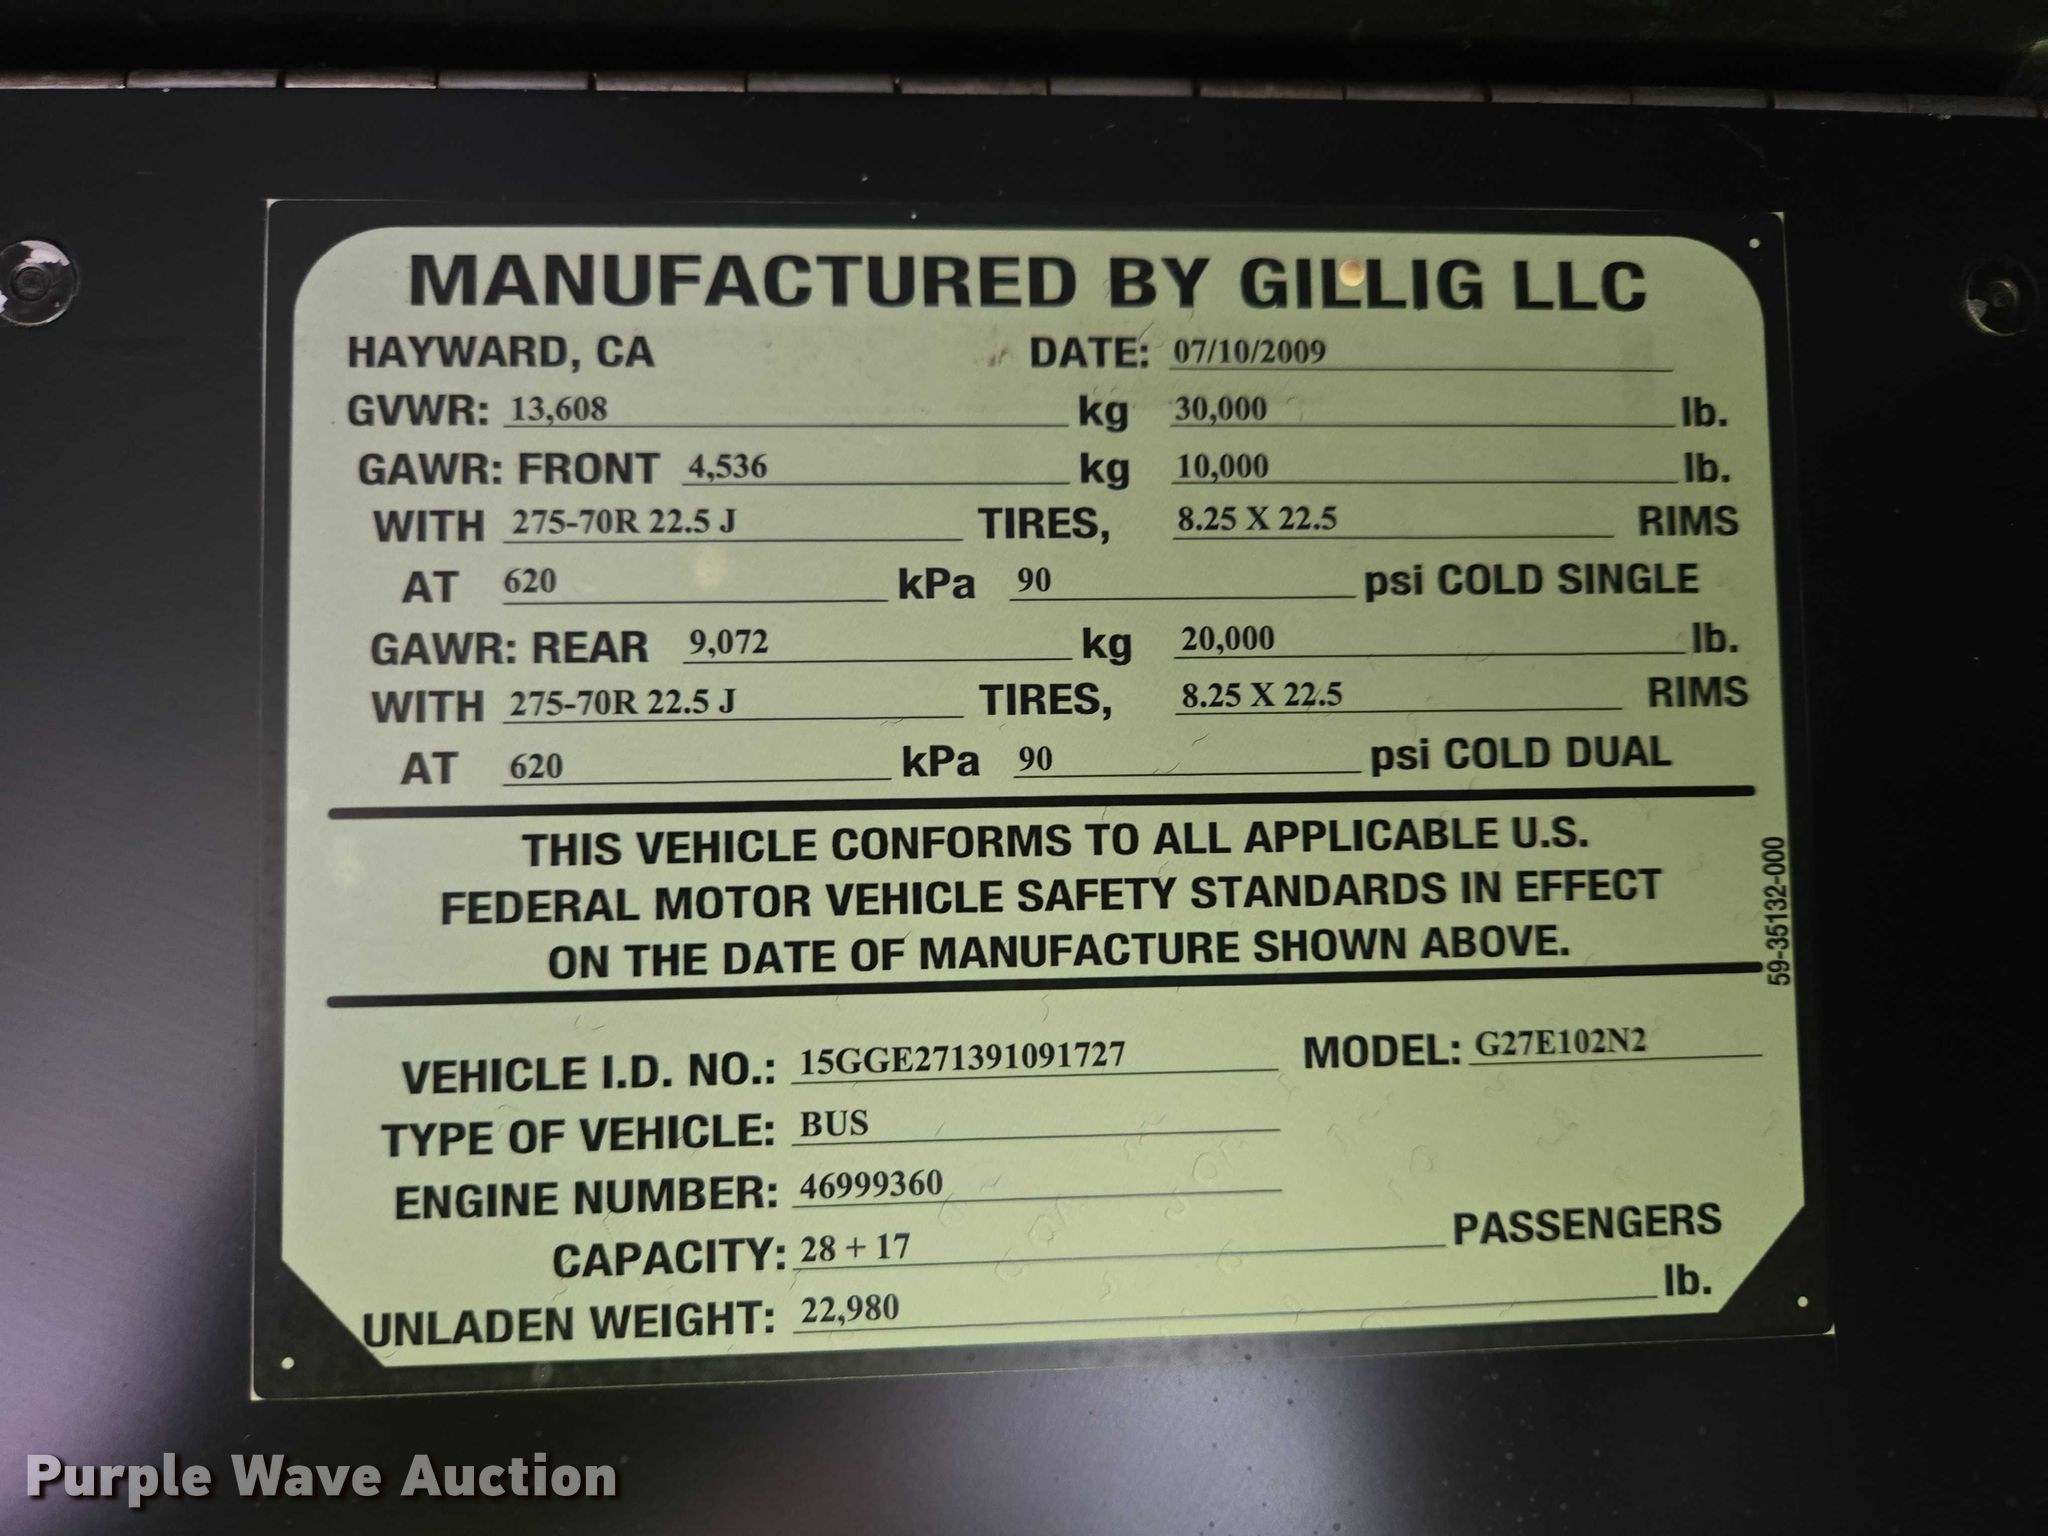 MANUFACTURED BY GILLIG LLC
HAYWARD, CA DATE: 07/10/2009
GVWR: 13,608 kg 30,000 lb.
GAWR: FRONT 4,536 kg 10,000 lb.
WITH 275-70R 22.5 J TIRES, 8.25 X 22.5 RIMS
AT 620 kPa 90 psi COLD SINGLE
GAWR: REAR 9,072 kg 20,000 lb.
WITH 275-70R 22.5 J TIRES, 8.25 X 22.5 RIMS
AT 620 kPa 90 psi COLD DUAL
THIS VEHICLE CONFORMS TO ALL APPLICABLE U.S.
FEDERAL MOTOR VEHICLE SAFETY STANDARDS IN EFFECT
ON THE DATE OF MANUFACTURE SHOWN ABOVE.
59-35132-000
VEHICLE I.D. NO.: 15GGE271391091727 MODEL: G27E102N2
TYPE OF VEHICLE: BUS
ENGINE NUMBER: 46999360
CAPACITY: 28 + 17 PASSENGERS
UNLADEN WEIGHT: 22,980 lb.
Purple Wave Auction